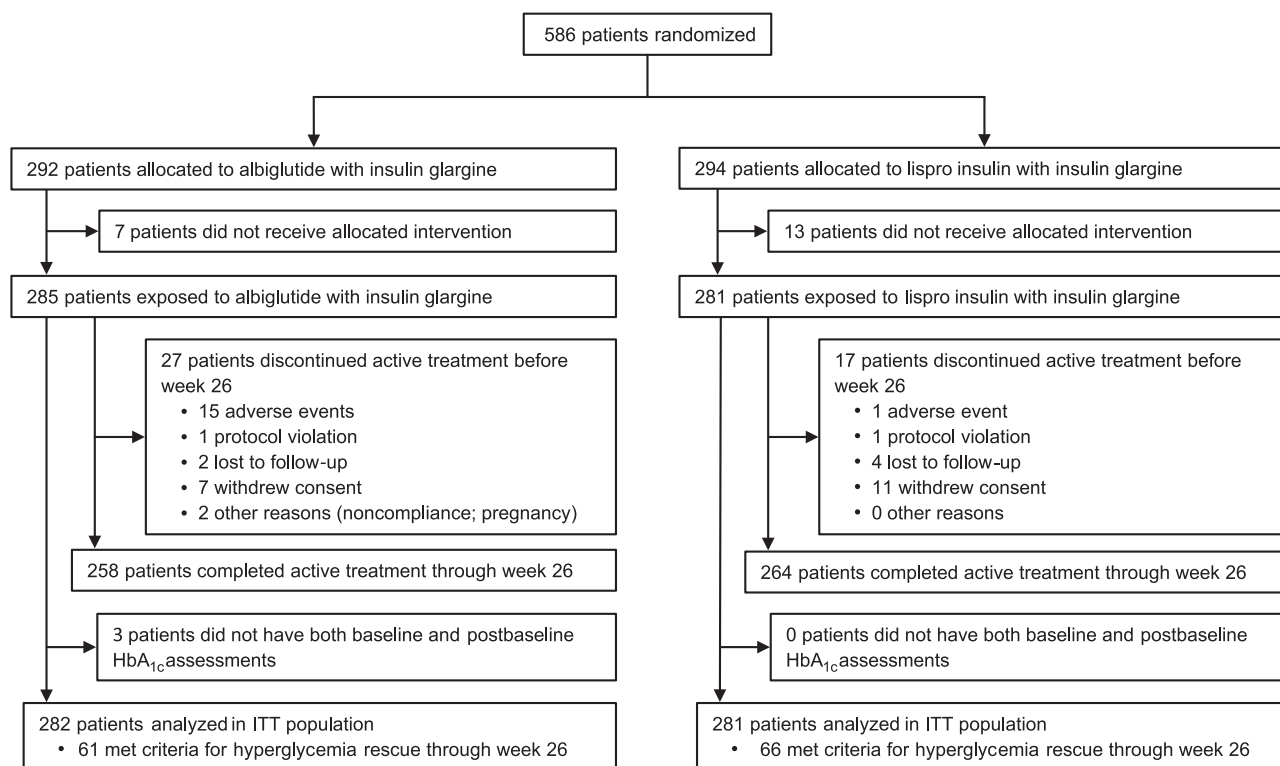 586 patients randomized
292 patients allocated to albiglutide with insulin glargine
7 patients did not receive allocated intervention
285 patients exposed to albiglutide with insulin glargine
27 patients discontinued active treatment before
week 26
• 15 adverse events
• 1 protocol violation
• 2 lost to follow-up
• 7 withdrew consent
• 2 other reasons (noncompliance; pregnancy)
258 patients completed active treatment through week 26
3 patients did not have both baseline and postbaseline
HbA1c assessments
282 patients analyzed in ITT population
• 61 met criteria for hyperglycemia rescue through week 26
294 patients allocated to lispro insulin with insulin glargine
13 patients did not receive allocated intervention
281 patients exposed to lispro insulin with insulin glargine
17 patients discontinued active treatment before
week 26
• 1 adverse event
• 1 protocol violation
• 4 lost to follow-up
• 11 withdrew consent
• 0 other reasons
264 patients completed active treatment through week 26
0 patients did not have both baseline and postbaseline
HbA1c assessments
281 patients analyzed in ITT population
• 66 met criteria for hyperglycemia rescue through week 26